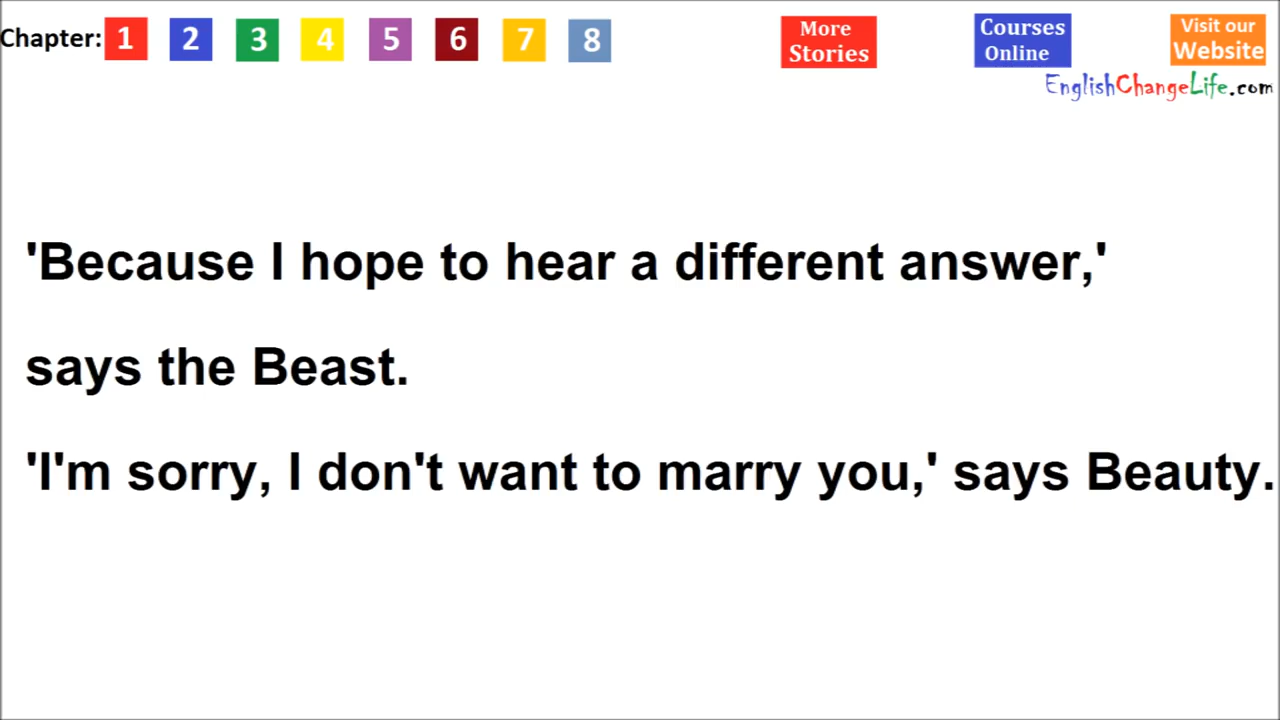 Chapter: 1 2 3 4 5 6 7 8
More
Stories
Courses
Online
Visit our
Website
EnglishChangeLife.com
'Because I hope to hear a different answer,'
says the Beast.
'I'm sorry, I don't want to marry you,' says Beauty.